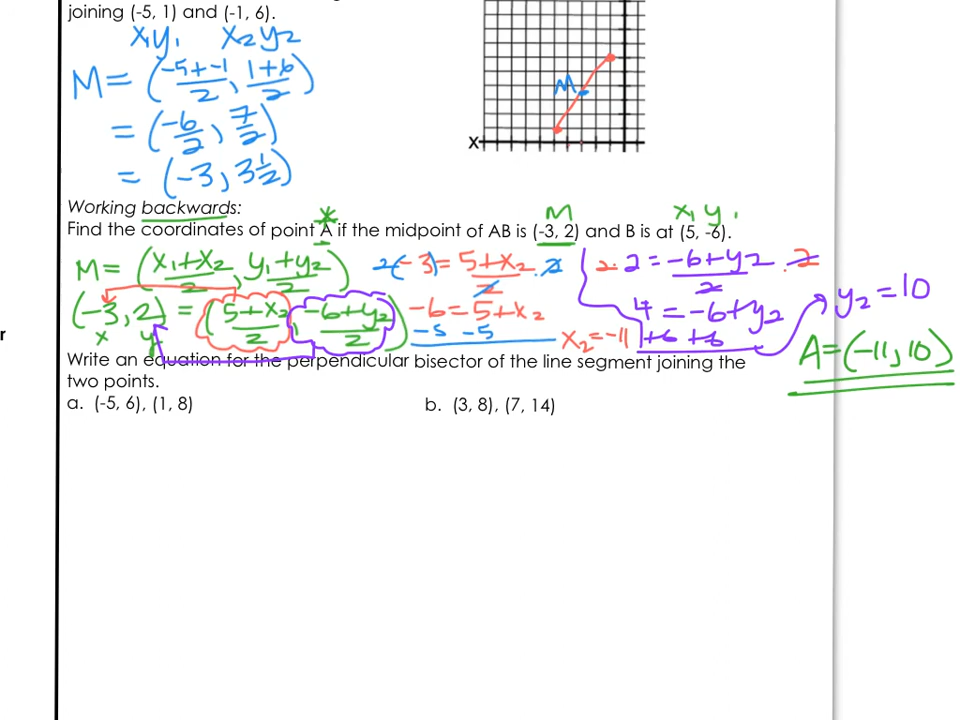 joining (-5, 1) and (-1, 6).
x₁y₁ x₂y₂
M = (-5+-1/2, 1+6/2)
= (-6/2, 7/2)
= (-3, 3 1/2)
M
x
Working backwards:
* M x₁ y₁
Find the coordinates of point A if the midpoint of AB is (-3, 2) and B is at (5, -6).
M = (x₁+x₂/2, y₁+y₂/2)
(-3, 2) = (5+x₂/2, -6+y₂/2)
x y
2(-3) = 5+x₂/2 · 2
-6 = 5+x₂
-5 -5
x₂ = -11
2 · 2 = -6+y₂/2 · 2
4 = -6+y₂
+6 +6
y₂ = 10
A = (-11, 10)
r
Write an equation for the perpendicular bisector of the line segment joining the
two points.
a. (-5, 6), (1, 8) b. (3, 8), (7, 14)